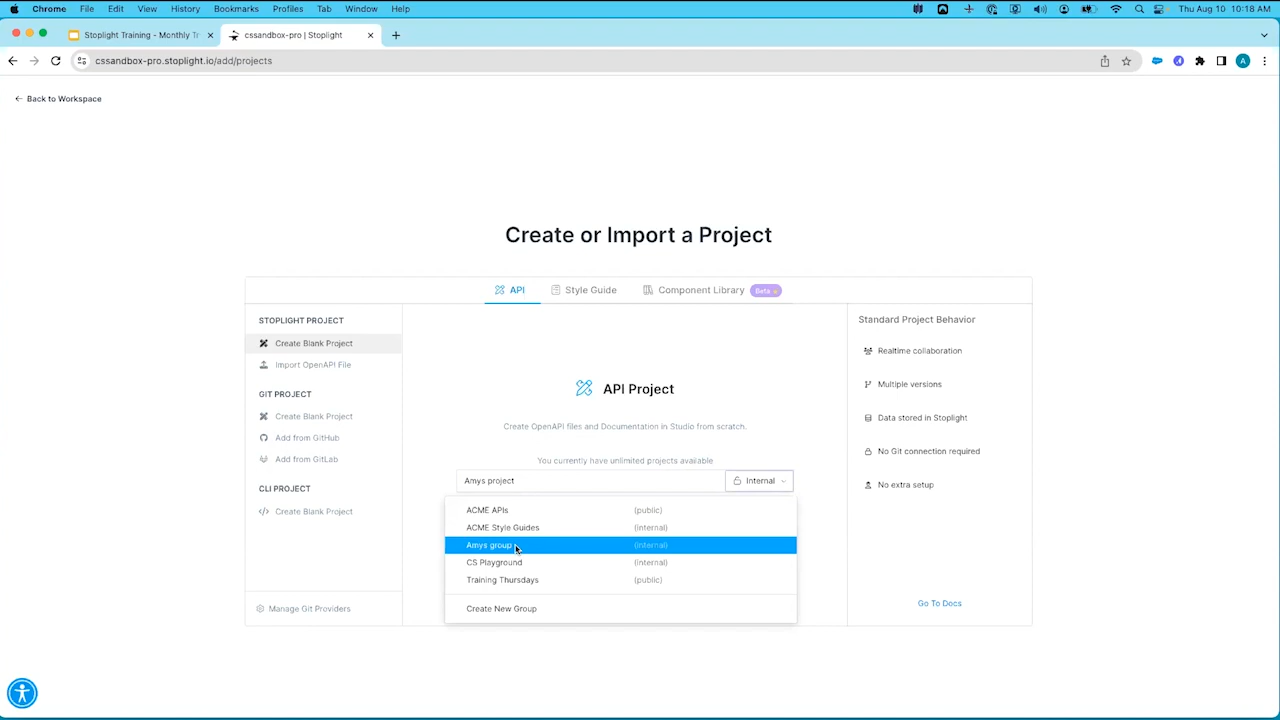 Chrome File Edit View History Bookmarks Profiles Tab Window Help Thu Aug 10 10:18 AM
Stoplight Training - Monthly Tr cssandbox-pro | Stoplight
cssandbox-pro.stoplight.io/add/projects A
← Back to Workspace
Create or Import a Project
API Style Guide Component Library Beta
STOPLIGHT PROJECT
Create Blank Project
Import OpenAPI File
GIT PROJECT
Create Blank Project
Add from GitHub
Add from GitLab
CLI PROJECT
Create Blank Project
Manage Git Providers
API Project
Create OpenAPI files and Documentation in Studio from scratch.
You currently have unlimited projects available
Amys project Internal
ACME APIs (public)
ACME Style Guides (internal)
Amys group (internal)
CS Playground (internal)
Training Thursdays (public)
Create New Group
Standard Project Behavior
Realtime collaboration
Multiple versions
Data stored in Stoplight
No Git connection required
No extra setup
Go To Docs